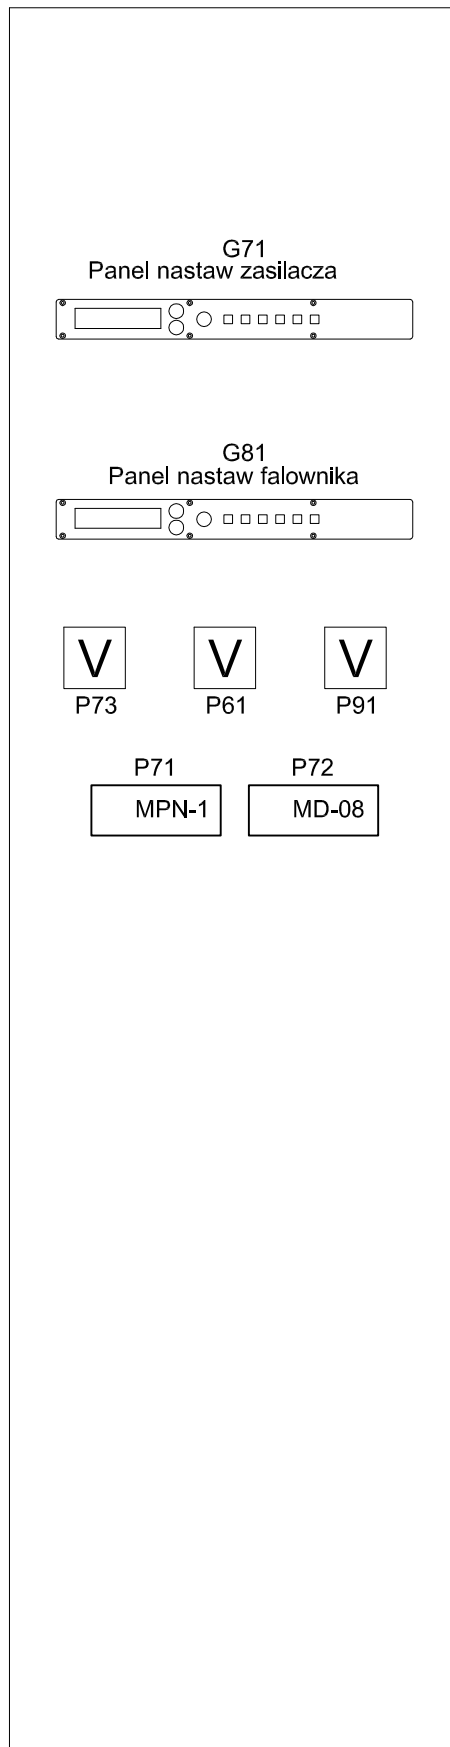 G71
Panel nastaw zasilacza
G81
Panel nastaw falownika
V V V
P73 P61 P91
P71 P72
MPN-1 MD-08